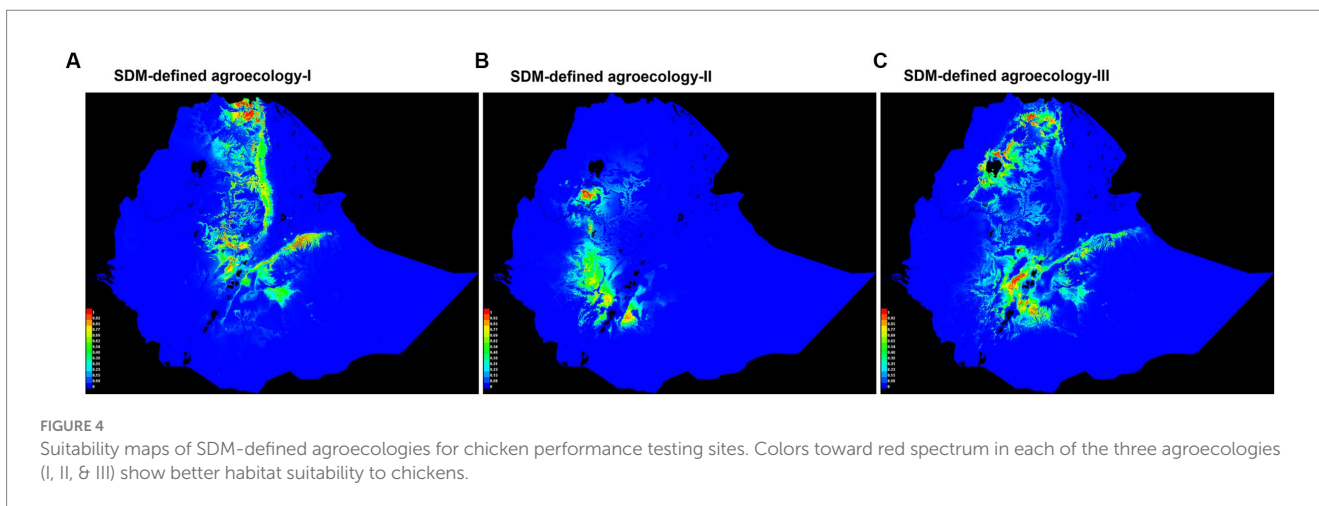 A
SDM-defined agroecology-I
B
SDM-defined agroecology-II
C
SDM-defined agroecology-III
FIGURE 4
Suitability maps of SDM-defined agroecologies for chicken performance testing sites. Colors toward red spectrum in each of the three agroecologies
(I, II, & III) show better habitat suitability to chickens.